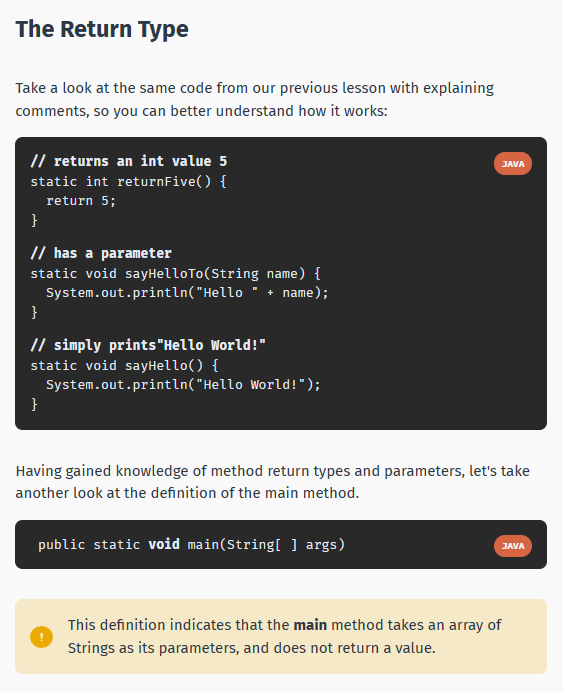 The Return Type
Take a look at the same code from our previous lesson with explaining
comments, so you can better understand how it works:
// returns an int value 5
JAVA
static int returnFive() {
  return 5;
}
// has a parameter
static void sayHelloTo(String name) {
  System.out.println("Hello " + name);
}
// simply prints"Hello World!"
static void sayHello() {
  System.out.println("Hello World!");
}
Having gained knowledge of method return types and parameters, let's take
another look at the definition of the main method.
public static void main(String[ ] args)
JAVA
!
This definition indicates that the main method takes an array of
Strings as its parameters, and does not return a value.